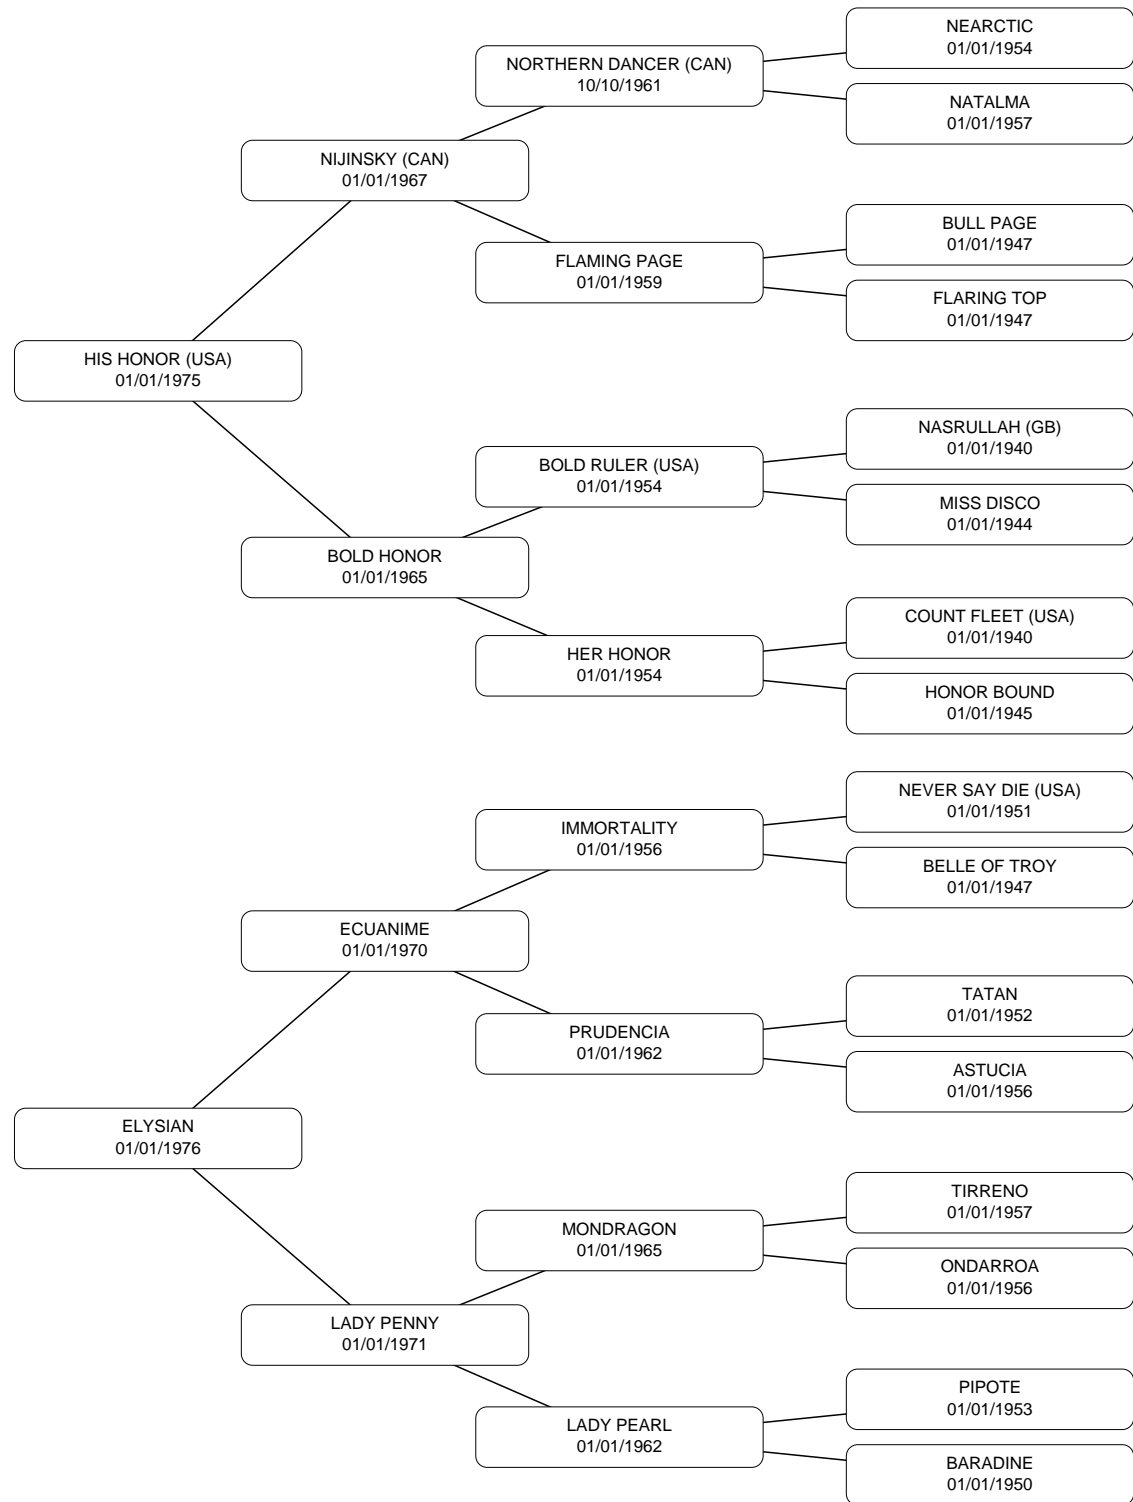 NEARCTIC
01/01/1954
NORTHERN DANCER (CAN)
10/10/1961
NATALMA
01/01/1957
NIJINSKY (CAN)
01/01/1967
BULL PAGE
01/01/1947
FLAMING PAGE
01/01/1959
FLARING TOP
01/01/1947
HIS HONOR (USA)
01/01/1975
NASRULLAH (GB)
01/01/1940
BOLD RULER (USA)
01/01/1954
MISS DISCO
01/01/1944
BOLD HONOR
01/01/1965
COUNT FLEET (USA)
01/01/1940
HER HONOR
01/01/1954
HONOR BOUND
01/01/1945
NEVER SAY DIE (USA)
01/01/1951
IMMORTALITY
01/01/1956
BELLE OF TROY
01/01/1947
ECUANIME
01/01/1970
TATAN
01/01/1952
PRUDENCIA
01/01/1962
ASTUCIA
01/01/1956
ELYSIAN
01/01/1976
TIRRENO
01/01/1957
MONDRAGON
01/01/1965
ONDARROA
01/01/1956
LADY PENNY
01/01/1971
PIPOTE
01/01/1953
LADY PEARL
01/01/1962
BARADINE
01/01/1950